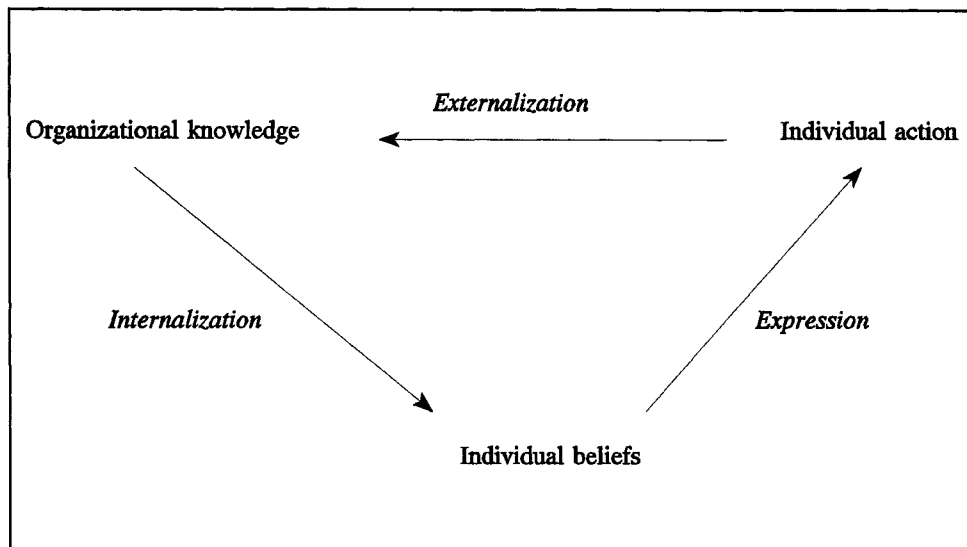 Externalization
Organizational knowledge
Individual action
Internalization
Expression
Individual beliefs